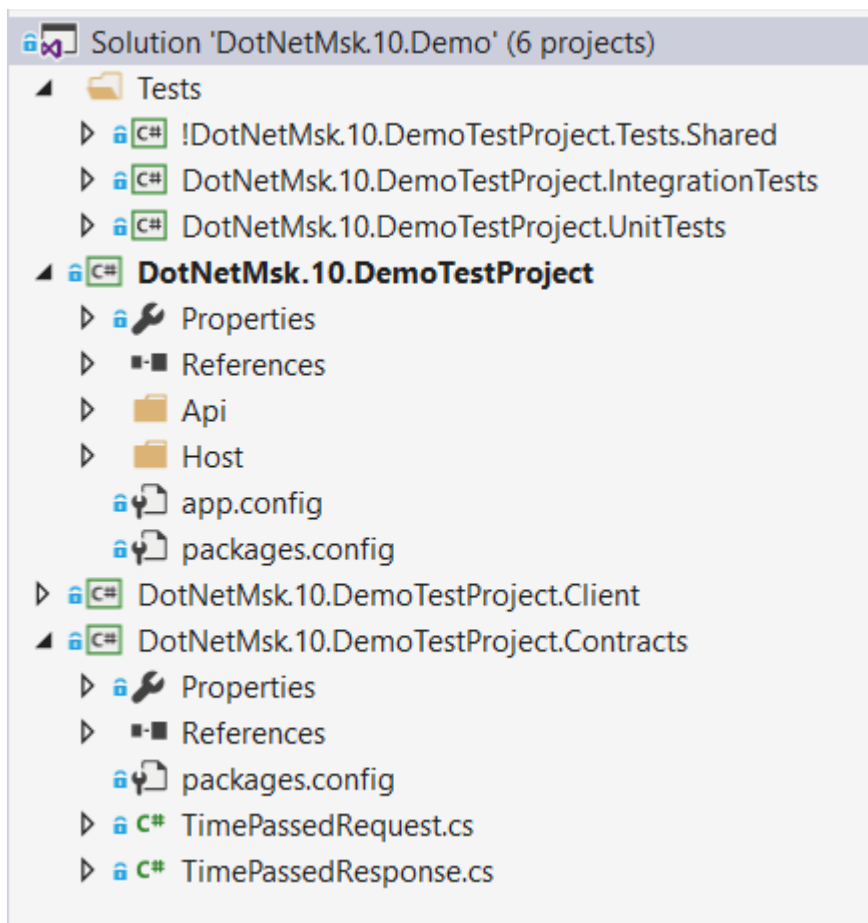 Solution 'DotNetMsk.10.Demo' (6 projects)
Tests
C# !DotNetMsk.10.DemoTestProject.Tests.Shared
C# DotNetMsk.10.DemoTestProject.IntegrationTests
C# DotNetMsk.10.DemoTestProject.UnitTests
C# DotNetMsk.10.DemoTestProject
Properties
References
Api
Host
app.config
packages.config
C# DotNetMsk.10.DemoTestProject.Client
C# DotNetMsk.10.DemoTestProject.Contracts
Properties
References
packages.config
C# TimePassedRequest.cs
C# TimePassedResponse.cs